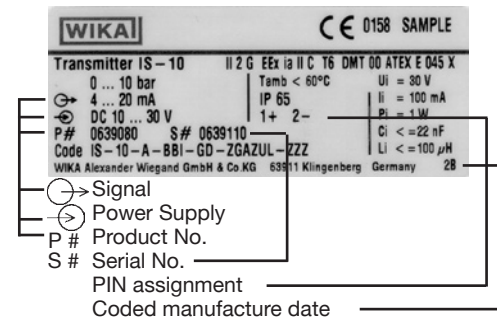 WIKA CE 0158 SAMPLE
Transmitter IS – 10 II 2 G EEx ia II C T6 DMT 00 ATEX E 045 X
0 ... 10 bar Tamb < 60°C Ui = 30 V
4 ... 20 mA IP 65 Ii = 100 mA
DC 10 ... 30 V 1+ 2– Pi = 1 W
P# 0639080 S# 0639110 Ci <=22 nF
Code IS–10–A–BBI–GD–ZGAZUL–ZZZ Li <=100 µH
WIKA Alexander Wiegand GmbH & Co.KG 63911 Klingenberg Germany 2B
Signal
Power Supply
P # Product No.
S # Serial No.
PIN assignment
Coded manufacture date